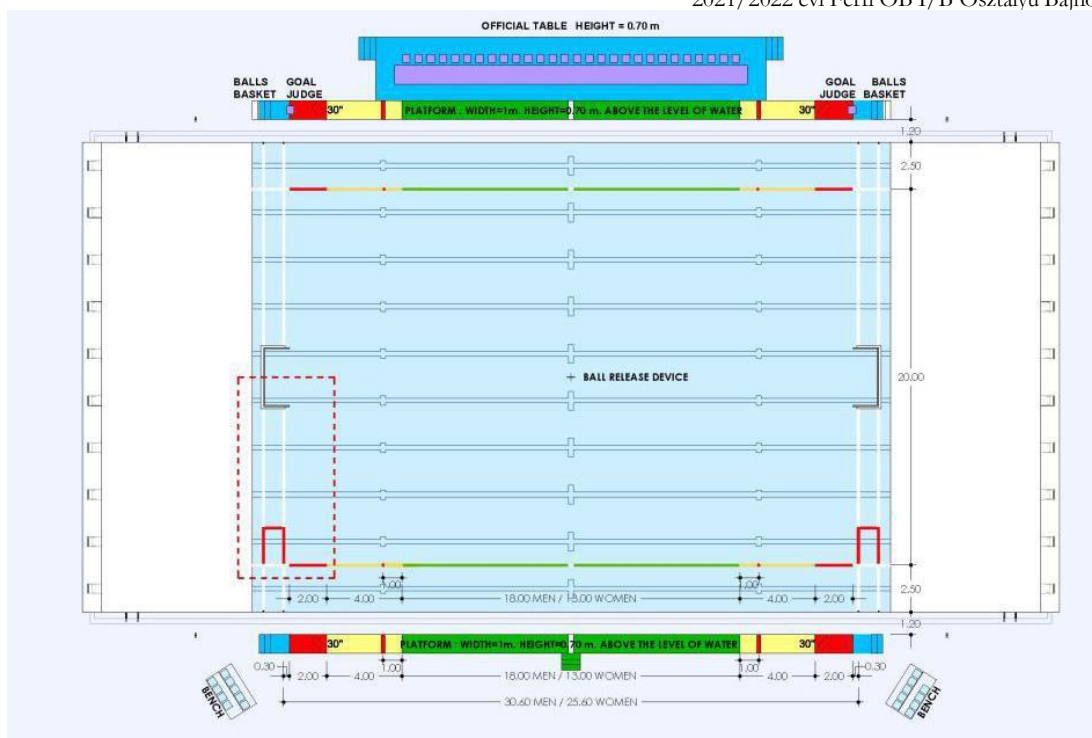 2021/2022 évi Férfi OB I/B Osztályú Bajno
OFFICIAL TABLE HEIGHT = 0.70 m
BALLS BASKET
GOAL JUDGE
GOAL JUDGE
BALLS BASKET
30"
PLATFORM : WIDTH=1m. HEIGHT=0.70 m. ABOVE THE LEVEL OF WATER
30"
1.20
2.50
BALL RELEASE DEVICE
20.00
1.00
1.00
2.00
4.00
18.00 MEN / 13.00 WOMEN
4.00
2.00
2.50
1.20
30"
PLATFORM : WIDTH=1m. HEIGHT=0.70 m. ABOVE THE LEVEL OF WATER
30"
0.30
1.00
1.00
0.30
2.00
4.00
18.00 MEN / 13.00 WOMEN
4.00
2.00
BENCH
30.60 MEN / 25.60 WOMEN
BENCH